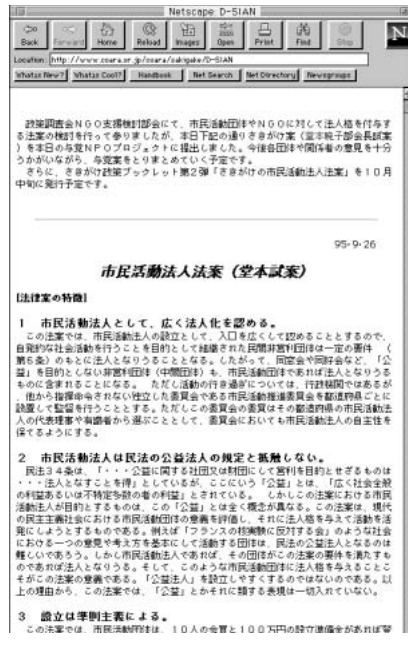 Netscape: D-SIAN
Back Forward Home Reload Images Open Print Find Stop
N
Location: http://www.coara.or.jp/coara/sakigake/D-SIAN
What's New? What's Cool? Handbook Net Search Net Directory Newsgroups
政策調査会NGO支援検討部会にて、市民活動団体やNGOに対して法人格を付与す
る法案の検討を行って参りましたが、本日下記の通りさきがけ案(堂本純子部会長試案
)を本日の与党NPOプロジェクトに提出しました。今後各団体や関係者の意見を十分
うかがいながら、与党案をとりまとめていく予定です。
さらに、さきがけ政策ブックレット第2弾「さきがけの市民活動法人法案」を10月
中旬に発行予定です。
95-9-26
市民活動法人法案(堂本試案)
[法律案の特徴]
1 市民活動法人として、広く法人化を認める。
この法案では、市民活動法人の設立として、入口を広くして認めることとするので、
自発的な社会活動を行うことを目的として組織された民間非営利団体は一定の要件 (
第6条)のもとに法人となりうることとなる。したがって、同窓会や同好会など、「公
益」を目的としない非営利団体(中間団体)も、市民活動団体であれば法人となりうる
ものに含まれることになる。 ただし活動の行き過ぎについては、行政機関ではあるが
、他から指揮命令されない独立した委員会である市民活動推進委員会を都道府県ごとに
設置して監督を行うこととする。ただしこの委員会の委員はその都道府県の市民活動法
人の代表理事や有識者から選ぶこととして、委員会においても市民活動法人の自主性を
保てるようにする。
2 市民活動法人は民法の公益法人の規定と抵触しない。
民法34条は、「・・・公益に関する社団又は財団にして営利を目的とせざるものは
・・・法人となすことを得」としているが、ここにいう「公益」とは、「広く社会全般
の利益あるいは不特定多数の者の利益」とされている。 しかしこの法案における市民
活動法人が目的とするものは、この「公益」とは全く概念が異なる。この法案は、現代
の民主主義社会における市民活動団体の意義を評価し、それに法人格を与えて活動を活
発にしようとするものである。例えば「フランスの核実験に反対する会」のような社会
における一つの意見や考え方を基本にして活動する団体は、民法の公益法人となるのは
難しいであろう。しかし市民活動法人であれば、その団体がこの法案の要件を満たすも
のであれば法人となりうる。そして、このような市民活動団体に法人格を与えることこ
そがこの法案の意義である。「公益法人」を設立しやすくするのではないのである。以
上の理由から、この法案では、「公益」とかそれに類する表現は一切入れていない。
3 設立は準則主義による。
この法案では、市民活動団体は、10人の会員と100万円の設立準備金があれば登